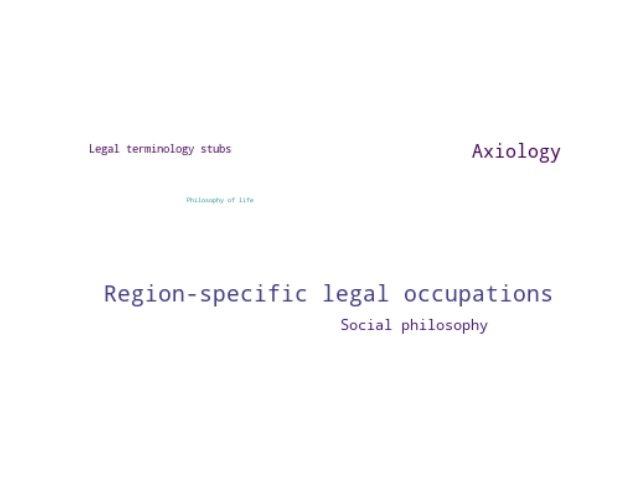 Legal terminology stubs
Axiology
Philosophy of life
Region-specific legal occupations
Social philosophy